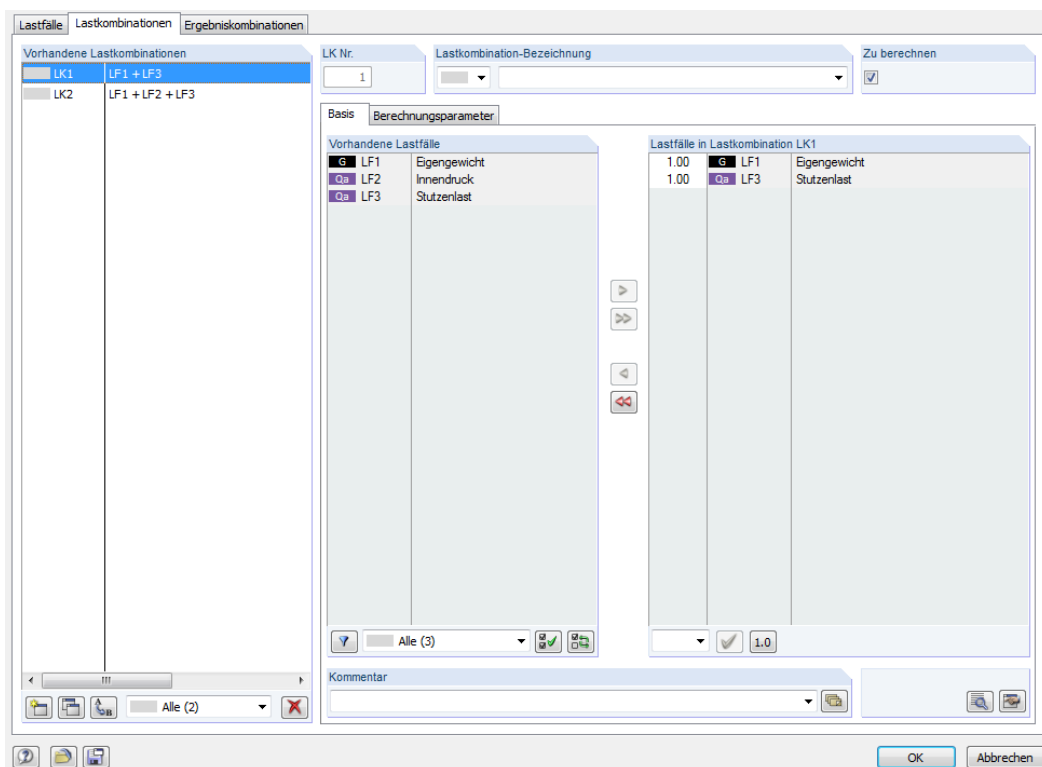 Lastfälle Lastkombinationen Ergebniskombinationen
Vorhandene Lastkombinationen
LK1 LF1 + LF3
LK2 LF1 + LF2 + LF3
Alle (2)
LK Nr.
1
Lastkombination-Bezeichnung
Zu berechnen
Basis Berechnungsparameter
Vorhandene Lastfälle
G LF1 Eigengewicht
Qa LF2 Innendruck
Qa LF3 Stutzenlast
Alle (3)
Lastfälle in Lastkombination LK1
1.00 G LF1 Eigengewicht
1.00 Qa LF3 Stutzenlast
1.0
Kommentar
OK Abbrechen